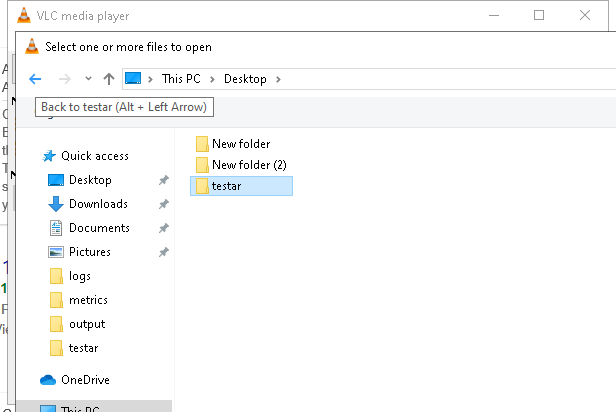 VLC media player
Select one or more files to open
This PC > Desktop >
Back to testar (Alt + Left Arrow)
New folder
New folder (2)
testar
Quick access
Desktop
Downloads
Documents
Pictures
logs
metrics
output
testar
OneDrive
This PC